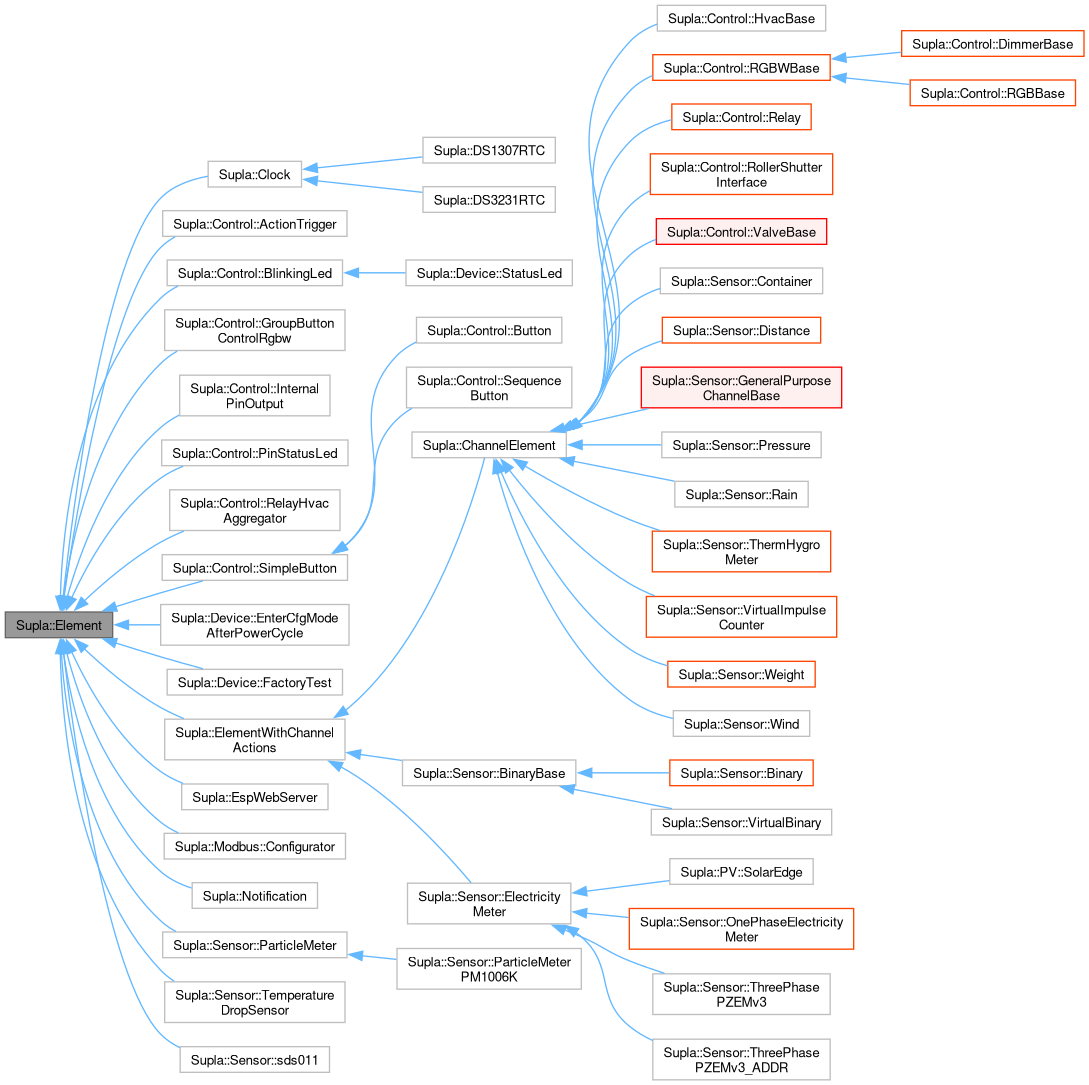 Supla::Element
Supla::Clock
Supla::DS1307RTC
Supla::DS3231RTC
Supla::Control::ActionTrigger
Supla::Control::BlinkingLed
Supla::Device::StatusLed
Supla::Control::GroupButton
ControlRgbw
Supla::Control::Internal
PinOutput
Supla::Control::PinStatusLed
Supla::Control::RelayHvac
Aggregator
Supla::Control::SimpleButton
Supla::Control::Button
Supla::Control::Sequence
Button
Supla::Device::EnterCfgMode
AfterPowerCycle
Supla::Device::FactoryTest
Supla::ElementWithChannel
Actions
Supla::ChannelElement
Supla::Control::HvacBase
Supla::Control::RGBWBase
Supla::Control::DimmerBase
Supla::Control::RGBBase
Supla::Control::Relay
Supla::Control::RollerShutter
Interface
Supla::Control::ValveBase
Supla::Sensor::Container
Supla::Sensor::Distance
Supla::Sensor::GeneralPurpose
ChannelBase
Supla::Sensor::Pressure
Supla::Sensor::Rain
Supla::Sensor::ThermHygro
Meter
Supla::Sensor::VirtualImpulse
Counter
Supla::Sensor::Weight
Supla::Sensor::Wind
Supla::Sensor::BinaryBase
Supla::Sensor::Binary
Supla::Sensor::VirtualBinary
Supla::Sensor::Electricity
Meter
Supla::PV::SolarEdge
Supla::Sensor::OnePhaseElectricity
Meter
Supla::Sensor::ThreePhase
PZEMv3
Supla::Sensor::ThreePhase
PZEMv3_ADDR
Supla::EspWebServer
Supla::Modbus::Configurator
Supla::Notification
Supla::Sensor::ParticleMeter
Supla::Sensor::ParticleMeter
PM1006K
Supla::Sensor::Temperature
DropSensor
Supla::Sensor::sds011